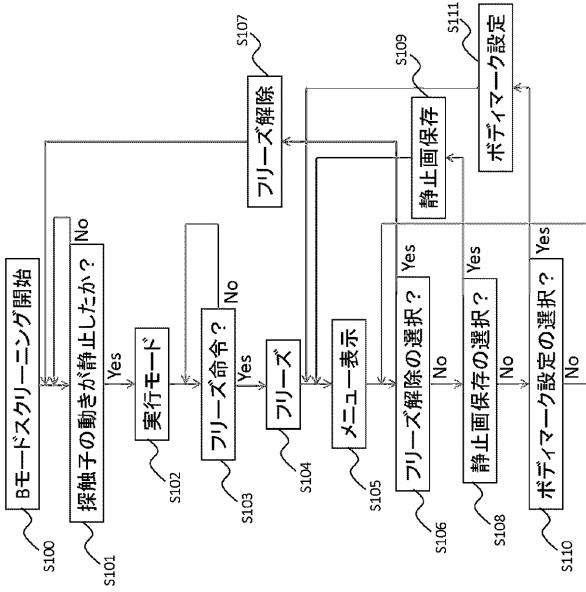 Bモードスクリーニング開始
S100
探触子の動きが静止したか？
S101
No
Yes
実行モード
S102
フリーズ命令？
S103
No
Yes
フリーズ
S104
メニュー表示
S105
フリーズ解除の選択？
S106
Yes
No
フリーズ解除
S107
静止画保存の選択？
S108
Yes
No
静止画保存
S109
ボディマーク設定の選択？
S110
Yes
No
ボディマーク設定
S111